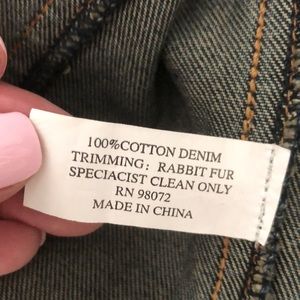 100%COTTON DENIM
TRIMMING: RABBIT FUR
SPECIACIST CLEAN ONLY
RN 98072
MADE IN CHINA